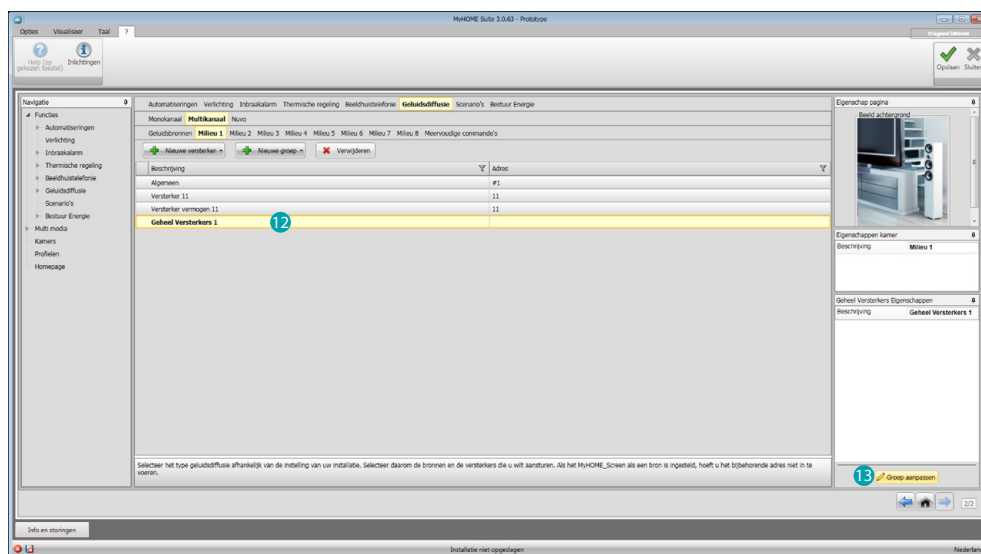 MyHOME Suite 3.0.63 - Prototype
Opties Visualiseer Taal ?
Help (op gekozen toestel)
Inlichtingen
Opslaan
Sluiten
Navigatie
Functies
Automatiseringen
Verlichting
Inbraakalarm
Thermische regeling
Beeldhuistelefonie
Geluidsdiffusie
Scenario's
Bestuur Energie
Multi media
Kamers
Profielen
Homepage
Automatiseringen Verlichting Inbraakalarm Thermische regeling Beeldhuistelefonie Geluidsdiffusie Scenario's Bestuur Energie
Monokanaal Multikanaal Nuvo
Geluidsbronnen Milieu 1 Milieu 2 Milieu 3 Milieu 4 Milieu 5 Milieu 6 Milieu 7 Milieu 8 Meervoudige commando's
Nieuwe versterker Nieuwe groep Verwijderen
Beschrijving Adres
Algemeen #1
Versterker 11 11
Versterker vermogen 11 11
Geheel Versterkers 1
12
Selecteer het type geluidsdiffusie afhankelijk van de instelling van uw installatie. Selecteer daarom de bronnen en de versterkers die u wilt aansturen. Als het MyHOME_Screen als een bron is ingesteld, hoeft u het bijbehorende adres niet in te
voeren.
Eigenschap pagina
Beeld achtergrond
Eigenschappen kamer
Beschrijving Milieu 1
Geheel Versterkers Eigenschappen
Beschrijving Geheel Versterkers 1
13
Groep aanpassen
2/2
Info en storingen
Installatie niet opgeslagen
Nederlan